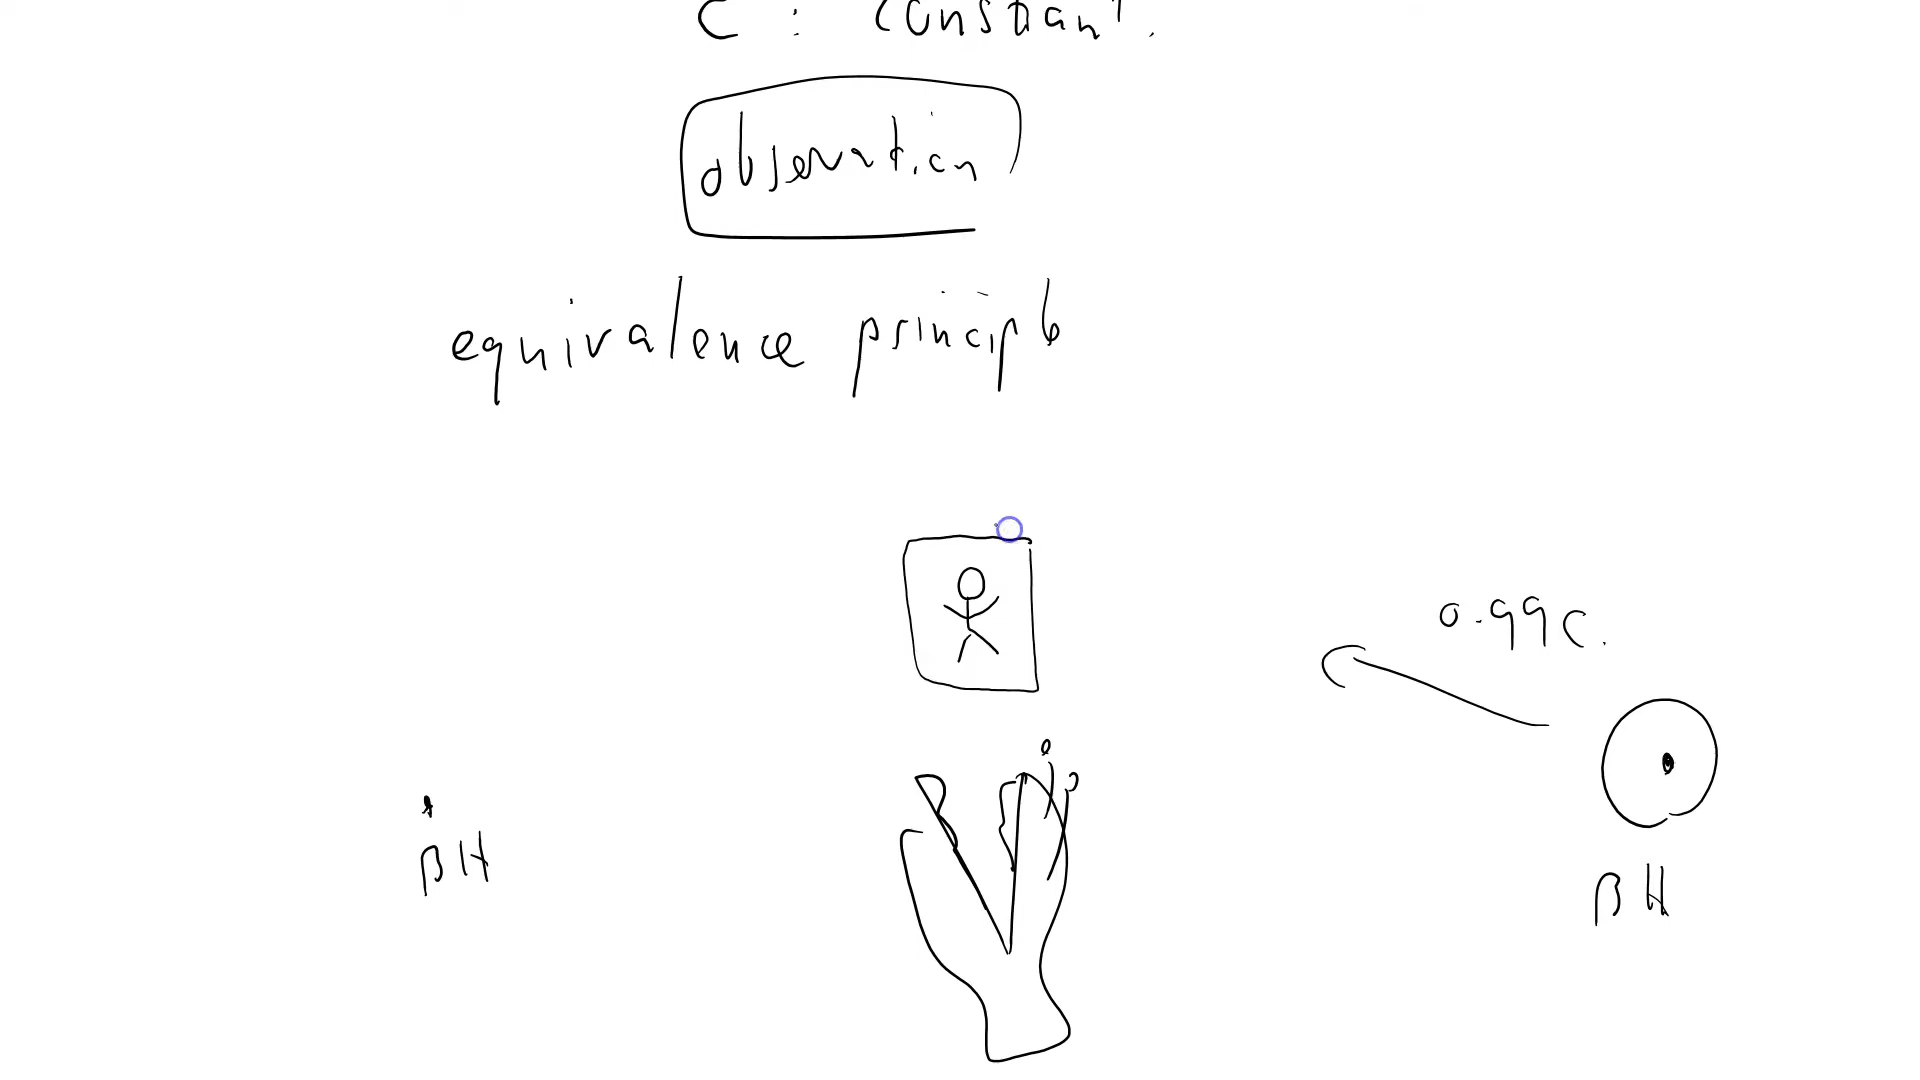 C : constant.
observation
equivalence principle
0.99c.
BH
BH